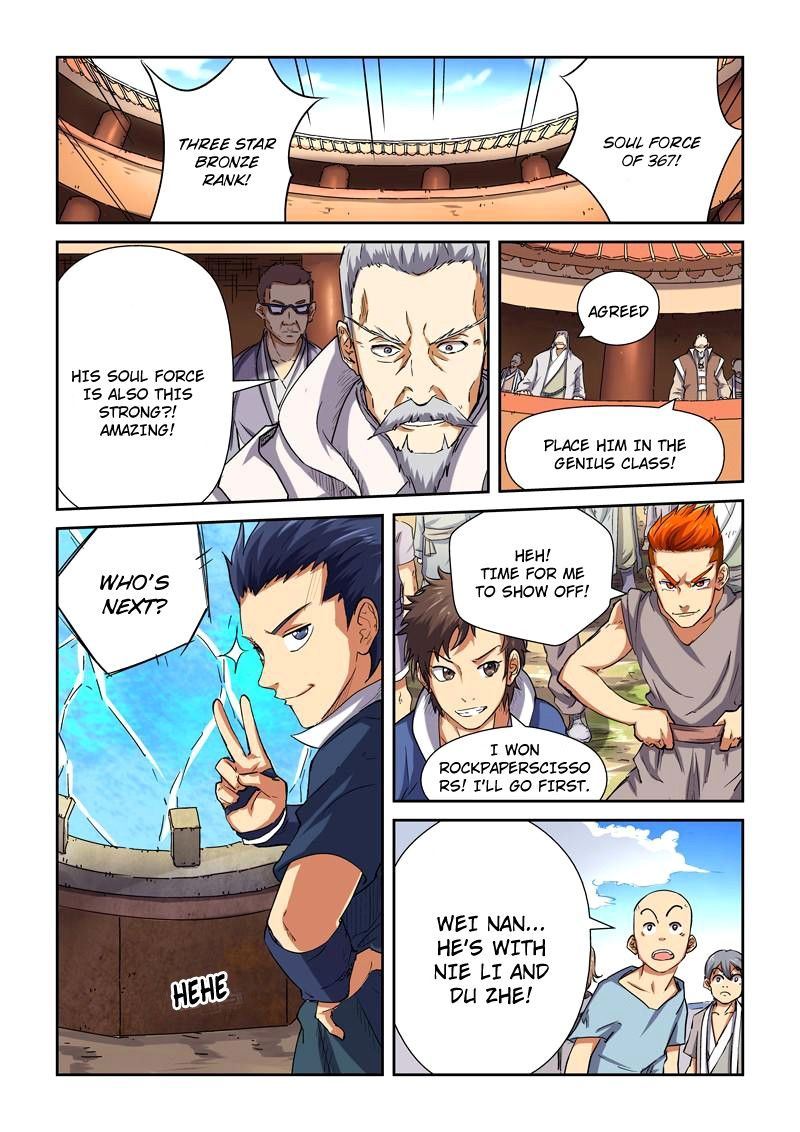 THREE STAR
BRONZE
RANK!
SOUL FORCE
OF 367!
HIS SOUL FORCE
IS ALSO THIS
STRONG?!
AMAZING!
AGREED
PLACE HIM IN THE
GENIUS CLASS!
WHO'S
NEXT?
HEHE
HEH!
TIME FOR ME
TO SHOW OFF!
I WON
ROCKPAPERSCISSO
RS! I'LL GO FIRST.
WEI NAN...
HE'S WITH
NIE LI AND
DU ZHE!